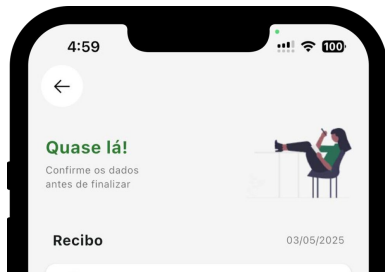 4:59
100
Quase lá!
Confirme os dados
antes de finalizar
Recibo
03/05/2025